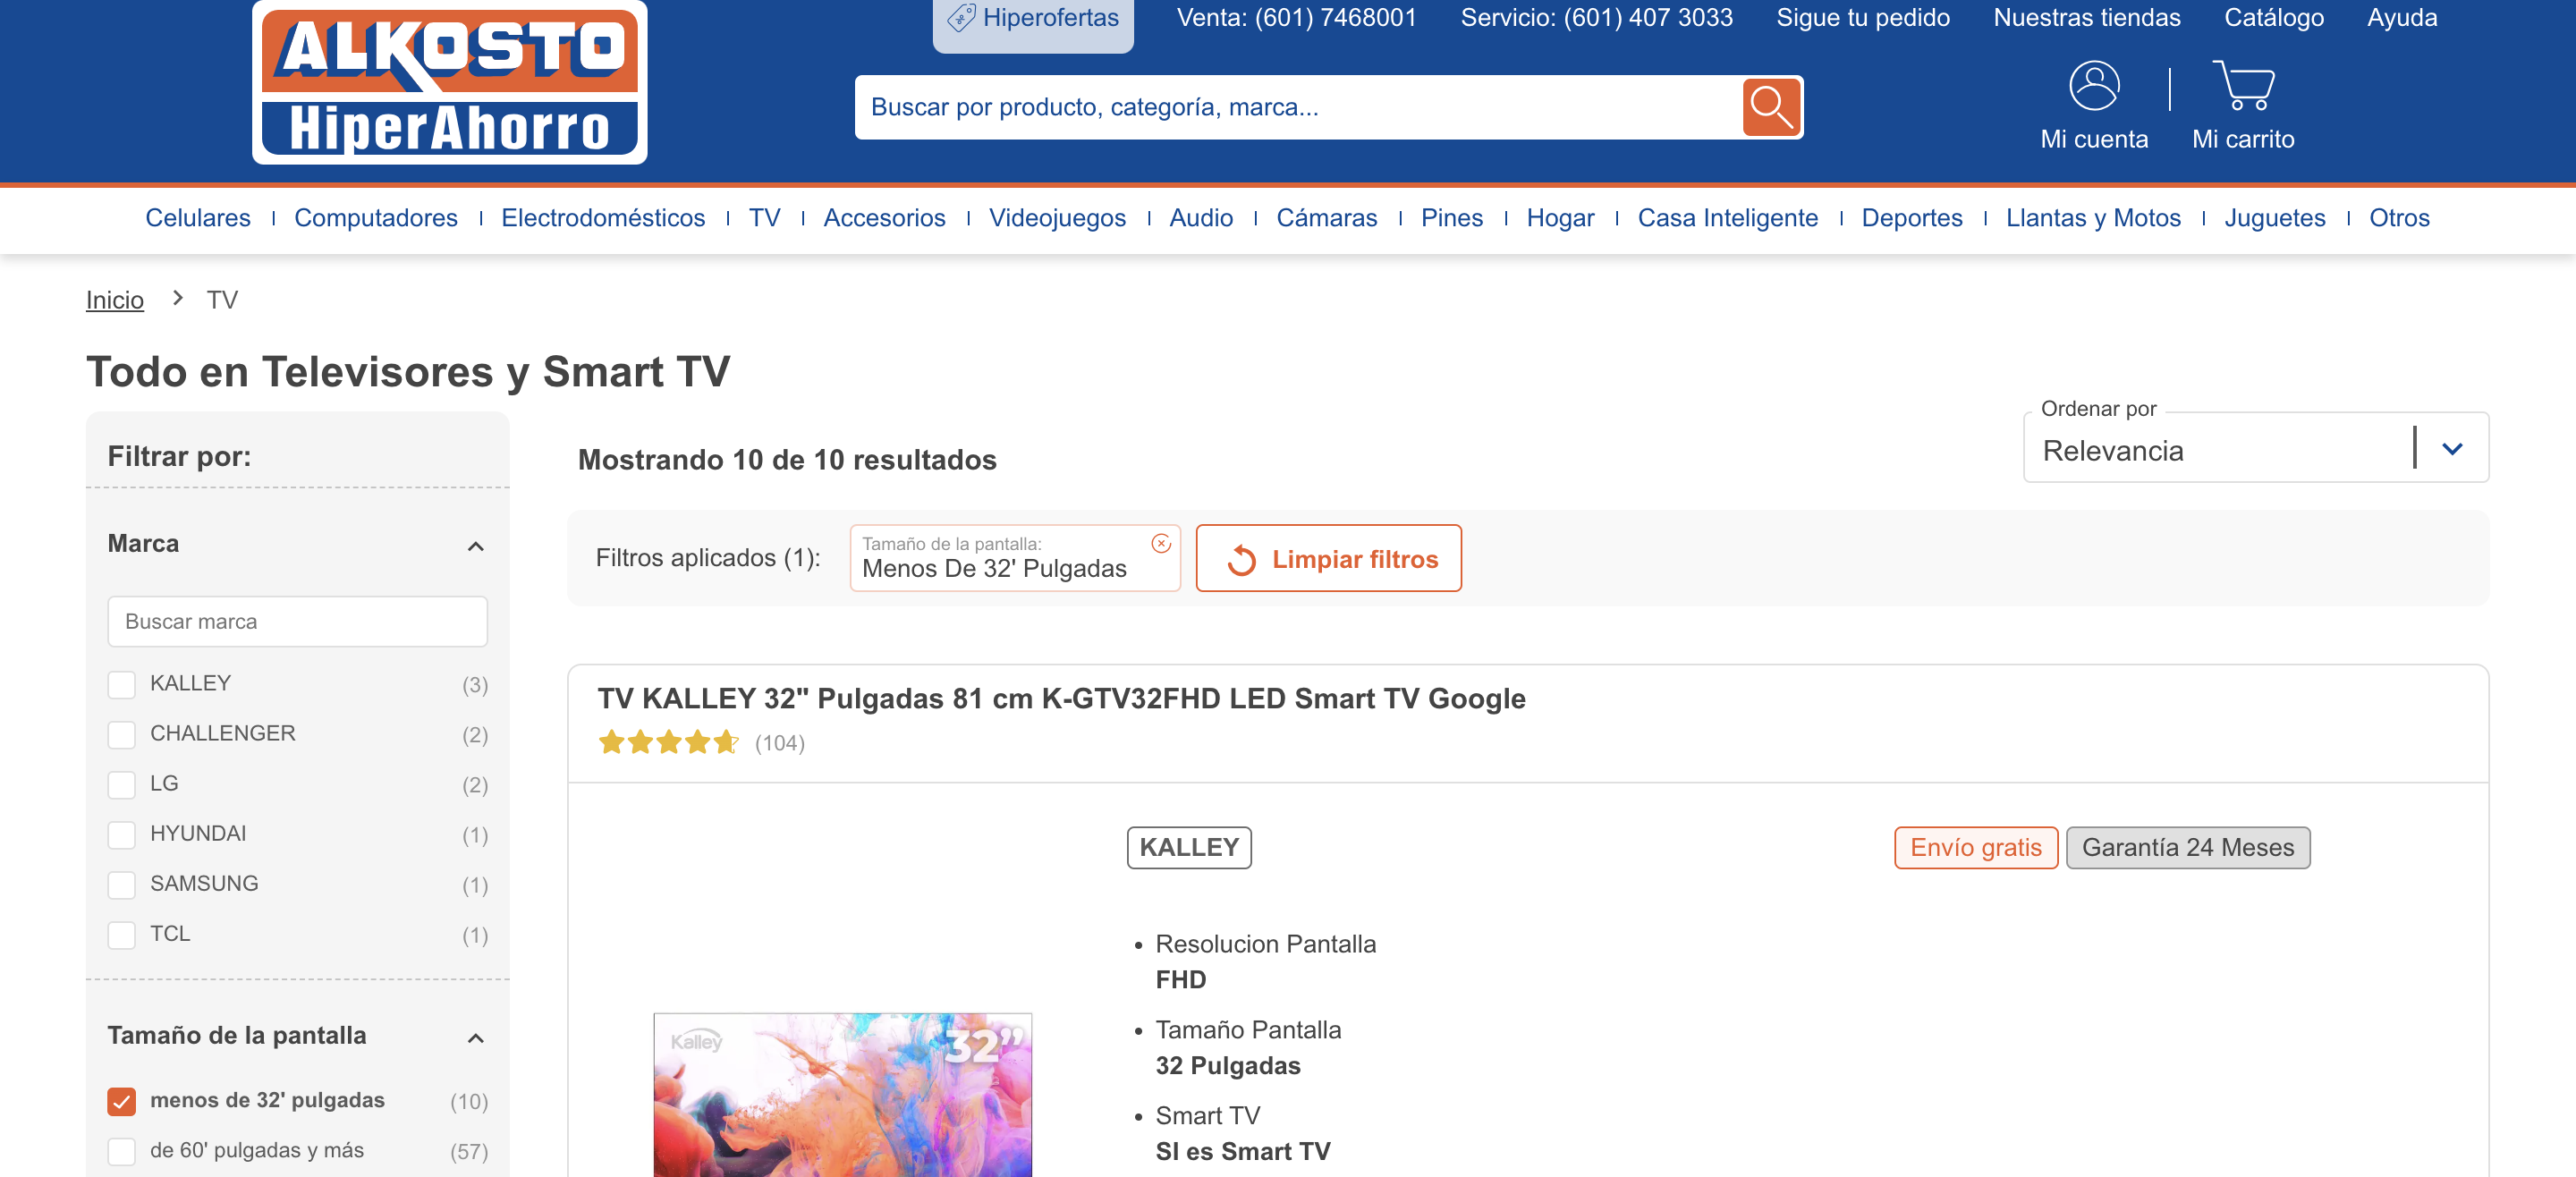 ALKOSTO
HiperAhorro
Hiperofertas
Venta: (601) 7468001
Servicio: (601) 407 3033
Sigue tu pedido
Nuestras tiendas
Catálogo
Ayuda
Buscar por producto, categoría, marca...
Mi cuenta
Mi carrito
Celulares
Computadores
Electrodomésticos
TV
Accesorios
Videojuegos
Audio
Cámaras
Pines
Hogar
Casa Inteligente
Deportes
Llantas y Motos
Juguetes
Otros
Inicio
TV
Todo en Televisores y Smart TV
Filtrar por:
Marca
Buscar marca
KALLEY (3)
CHALLENGER (2)
LG (2)
HYUNDAI (1)
SAMSUNG (1)
TCL (1)
Tamaño de la pantalla
menos de 32' pulgadas (10)
de 60' pulgadas y más (57)
Mostrando 10 de 10 resultados
Ordenar por
Relevancia
Filtros aplicados (1):
Tamaño de la pantalla:
Menos De 32' Pulgadas
Limpiar filtros
TV KALLEY 32" Pulgadas 81 cm K-GTV32FHD LED Smart TV Google
(104)
KALLEY
Envío gratis
Garantía 24 Meses
Kalley
32”
• Resolucion Pantalla
FHD
• Tamaño Pantalla
32 Pulgadas
• Smart TV
SI es Smart TV